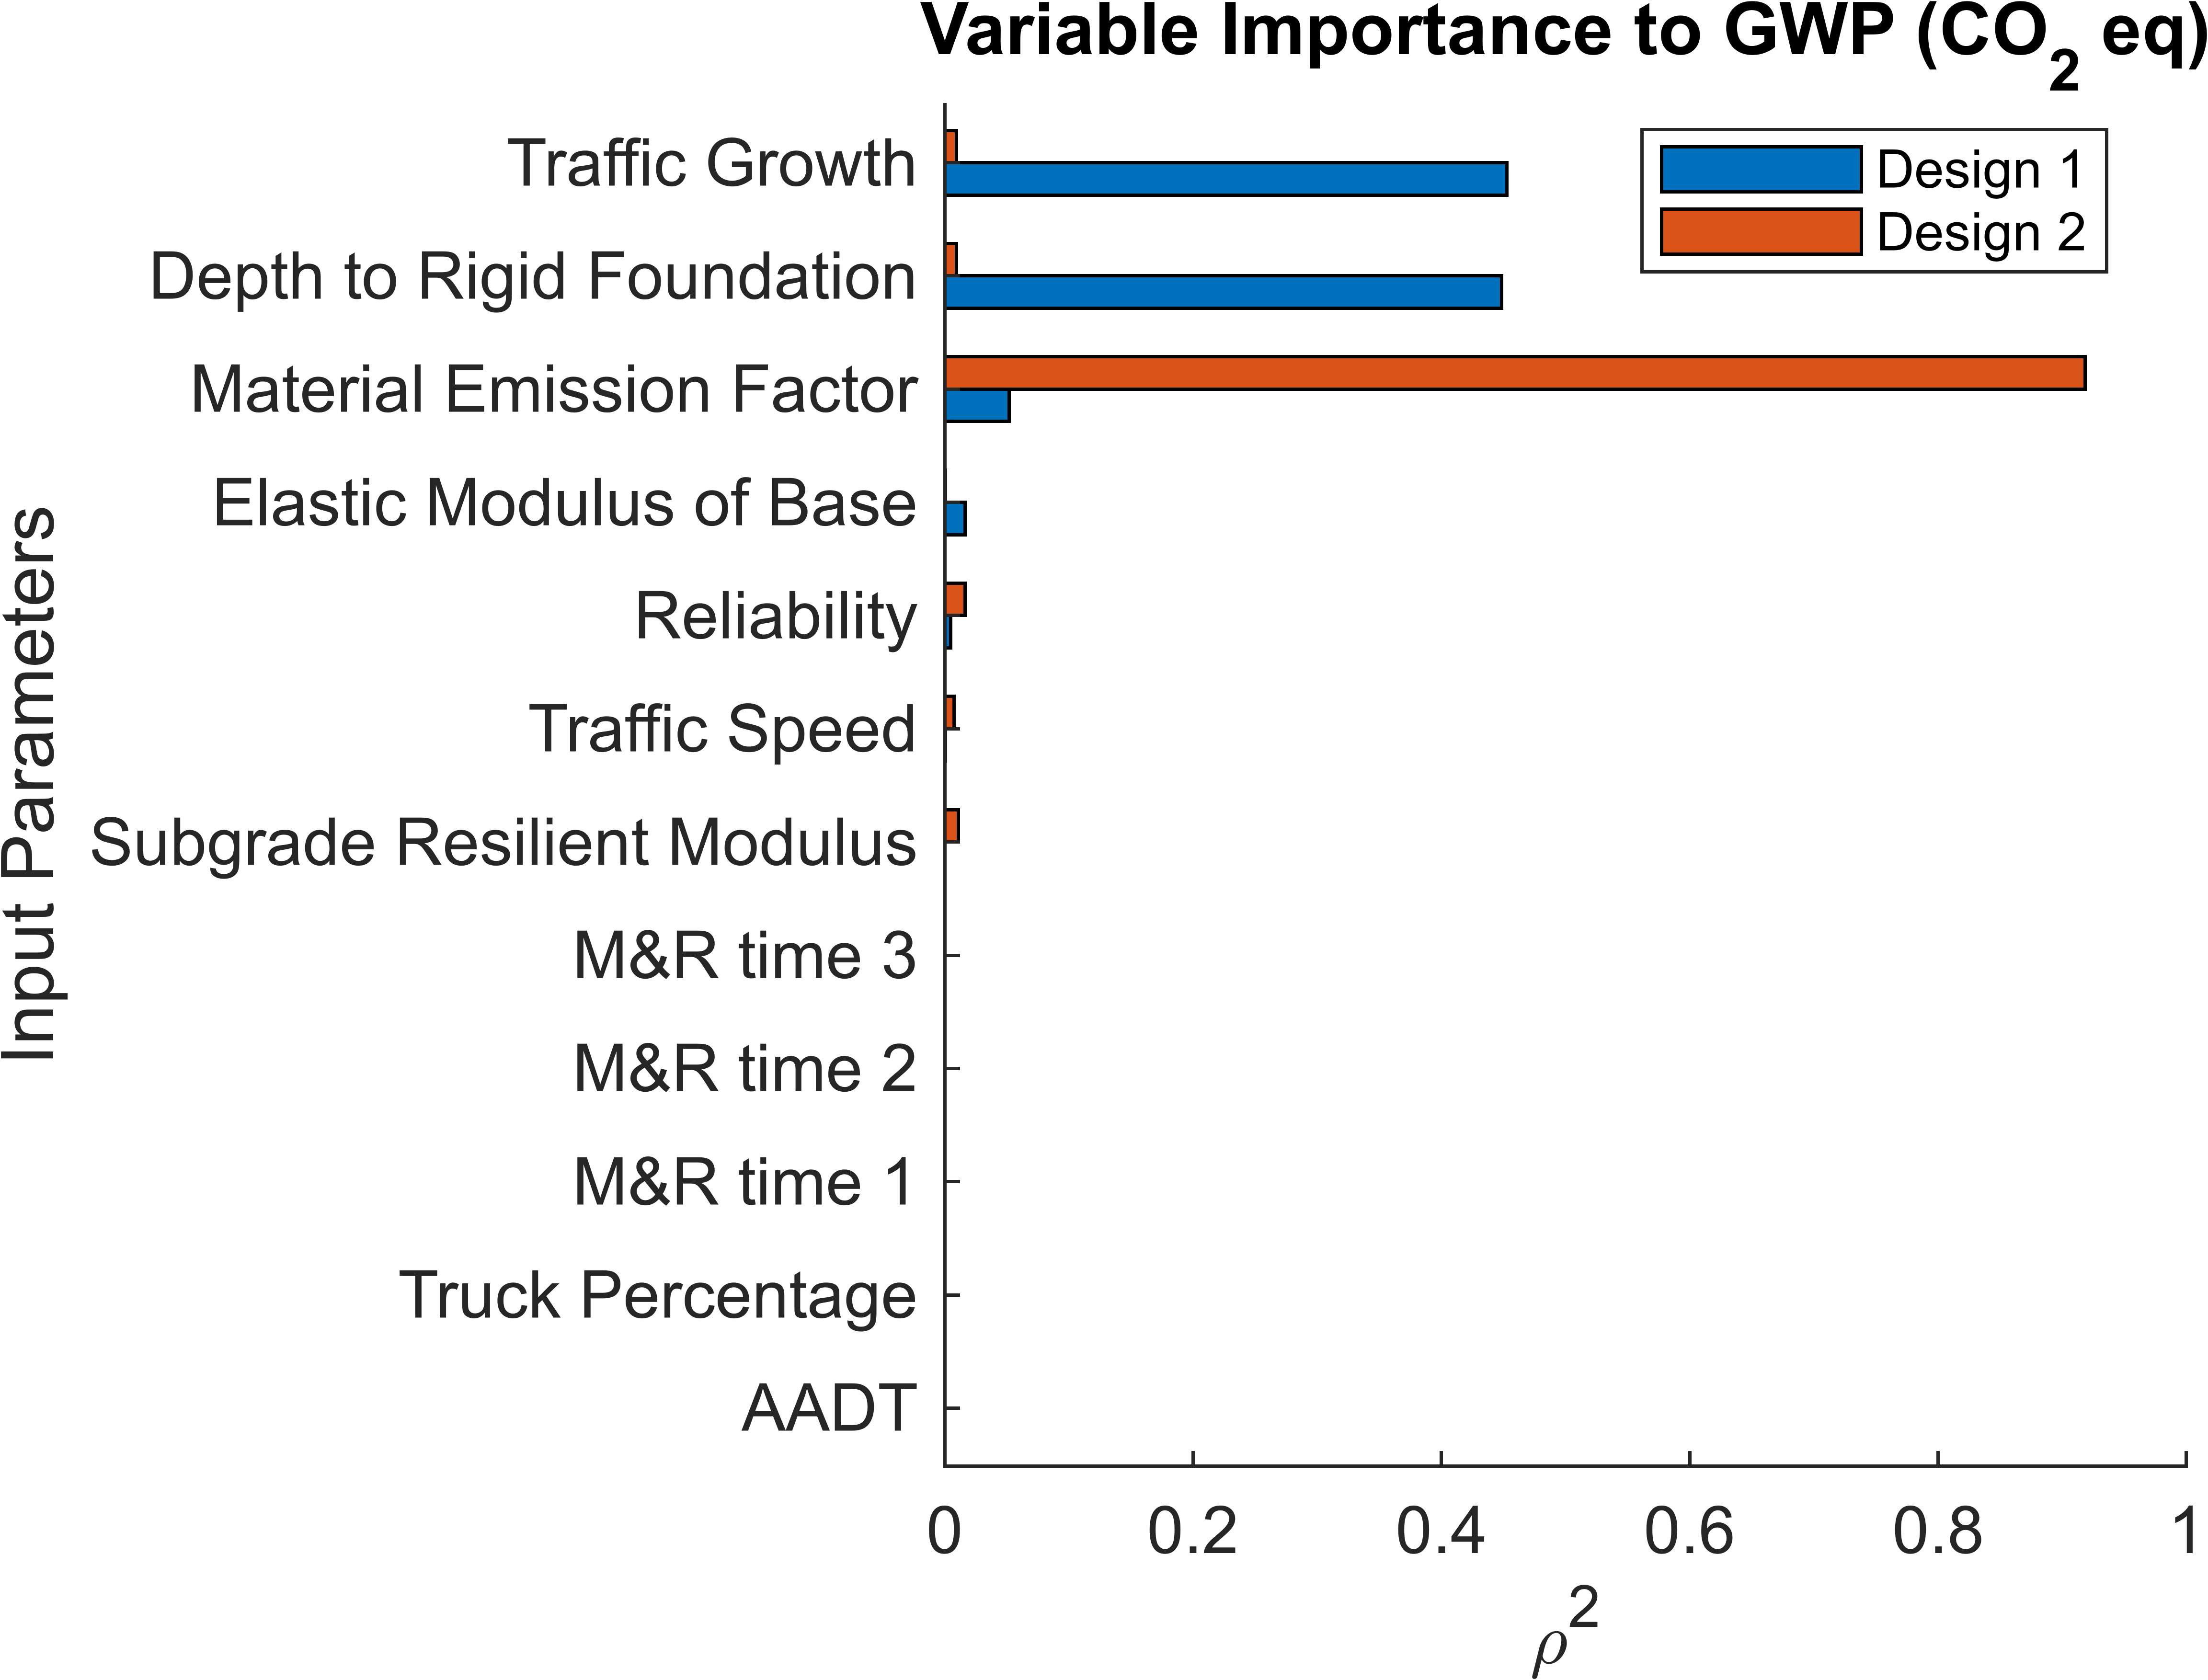 Variable Importance to GWP (CO₂ eq)
Design 1
Design 2
Traffic Growth
Depth to Rigid Foundation
Material Emission Factor
Elastic Modulus of Base
Reliability
Traffic Speed
Subgrade Resilient Modulus
M&R time 3
M&R time 2
M&R time 1
Truck Percentage
AADT
Input Parameters
0 0.2 0.4 0.6 0.8 1
ρ²